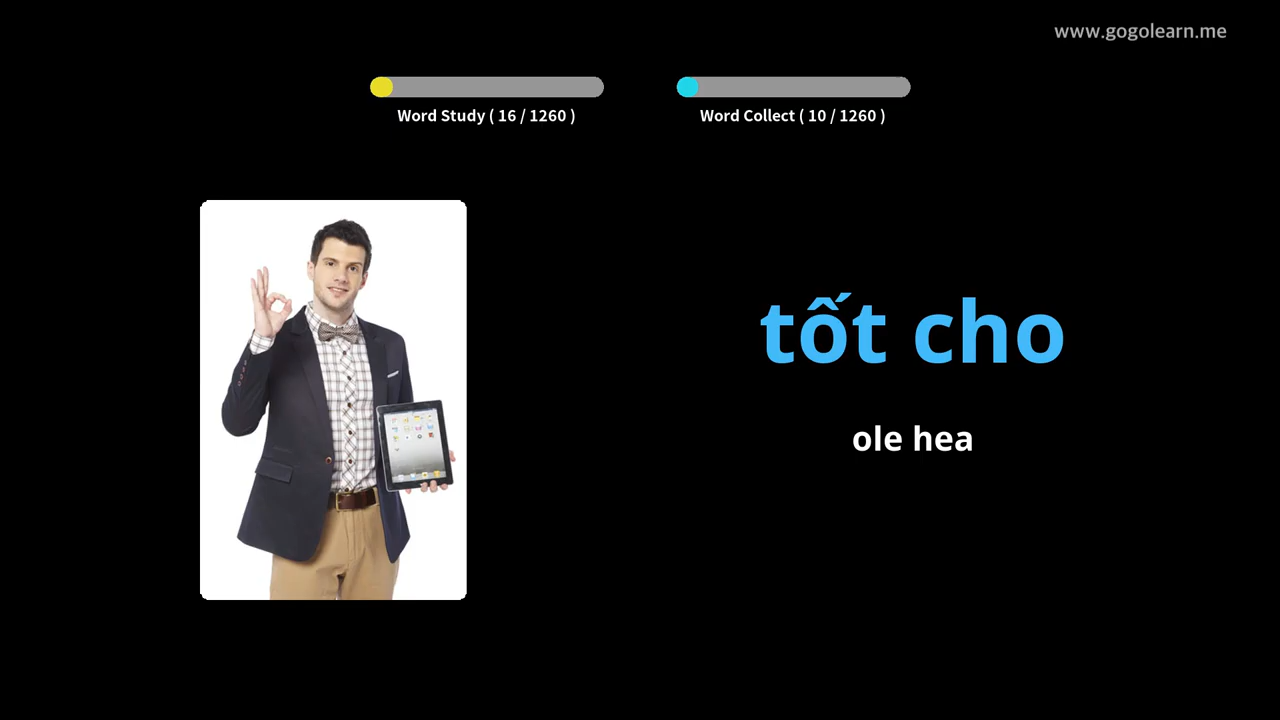 www.gogolearn.me
Word Study ( 16 / 1260 )
Word Collect ( 10 / 1260 )
tốt cho
ole hea